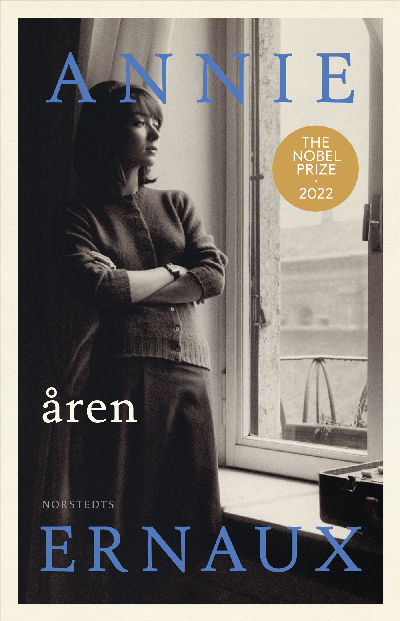 ANNIE
THE
NOBEL
PRIZE
·
2022
åren
NORSTEDTS
ERNAUX